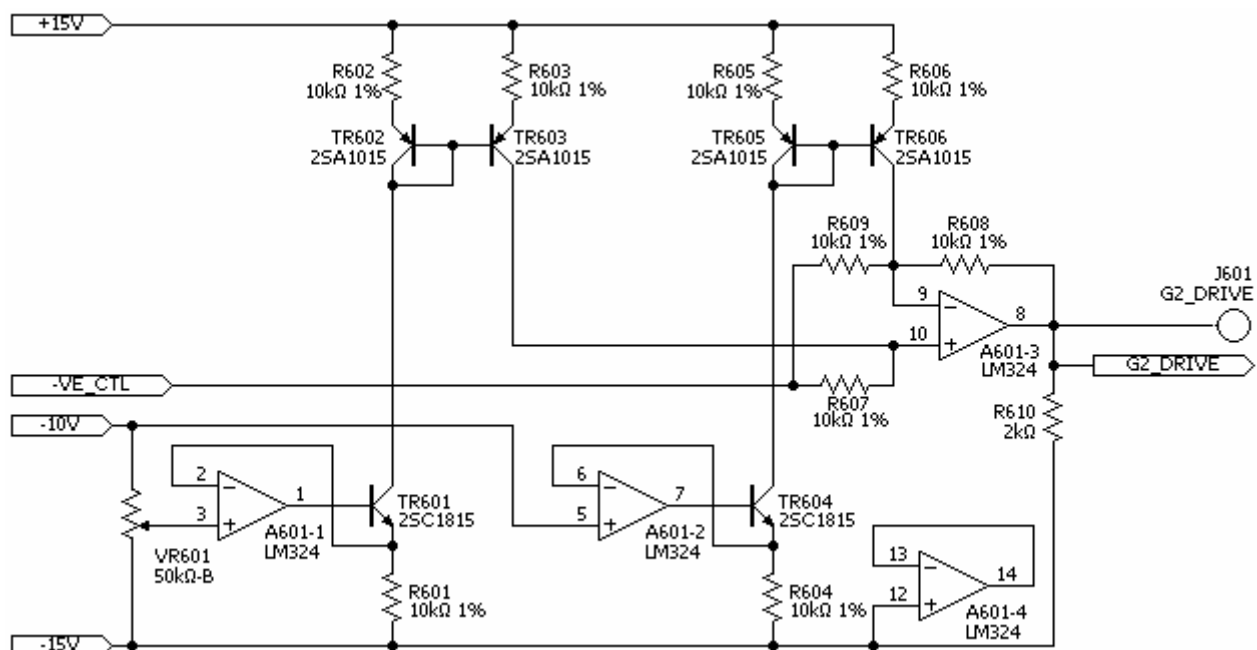 +15V
R602
10kΩ 1%
R603
10kΩ 1%
R605
10kΩ 1%
R606
10kΩ 1%
TR602
2SA1015
TR603
2SA1015
TR605
2SA1015
TR606
2SA1015
R609
10kΩ 1%
R608
10kΩ 1%
J601
G2_DRIVE
9
8
10
A601-3
LM324
G2_DRIVE
-VE_CTL
R607
10kΩ 1%
R610
2kΩ
-10V
2
1
3
A601-1
LM324
TR601
2SC1815
6
7
5
A601-2
LM324
TR604
2SC1815
VR601
50kΩ-B
R601
10kΩ 1%
R604
10kΩ 1%
13
14
12
A601-4
LM324
-15V